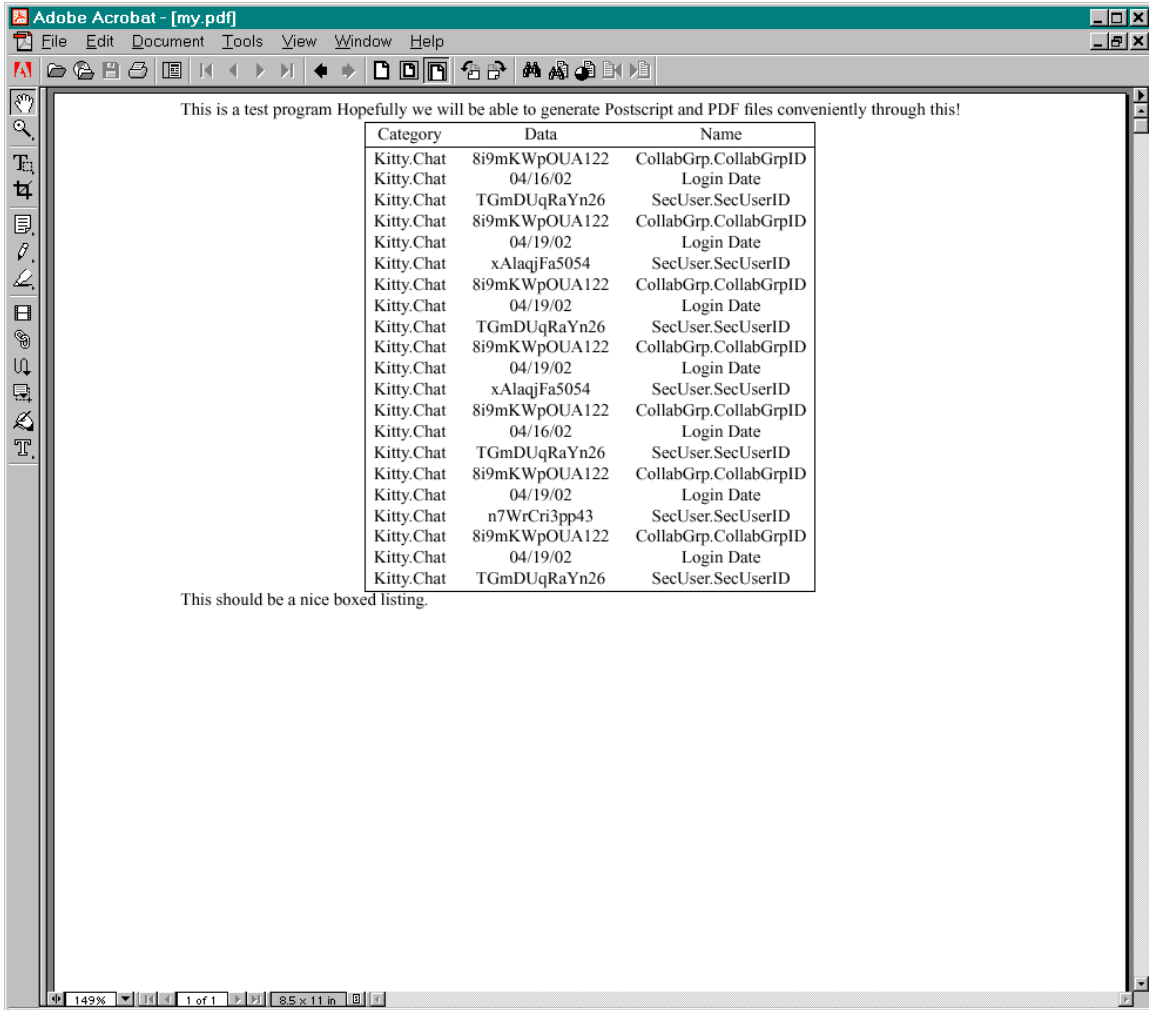 Adobe Acrobat - [my.pdf]
File Edit Document Tools View Window Help
This is a test program Hopefully we will be able to generate Postscript and PDF files conveniently through this!
Category Data Name
Kitty.Chat 8i9mKWpOUA122 CollabGrp.CollabGrpID
Kitty.Chat 04/16/02 Login Date
Kitty.Chat TGmDUqRaYn26 SecUser.SecUserID
Kitty.Chat 8i9mKWpOUA122 CollabGrp.CollabGrpID
Kitty.Chat 04/19/02 Login Date
Kitty.Chat xAlaqjFa5054 SecUser.SecUserID
Kitty.Chat 8i9mKWpOUA122 CollabGrp.CollabGrpID
Kitty.Chat 04/19/02 Login Date
Kitty.Chat TGmDUqRaYn26 SecUser.SecUserID
Kitty.Chat 8i9mKWpOUA122 CollabGrp.CollabGrpID
Kitty.Chat 04/19/02 Login Date
Kitty.Chat xAlaqjFa5054 SecUser.SecUserID
Kitty.Chat 8i9mKWpOUA122 CollabGrp.CollabGrpID
Kitty.Chat 04/16/02 Login Date
Kitty.Chat TGmDUqRaYn26 SecUser.SecUserID
Kitty.Chat 8i9mKWpOUA122 CollabGrp.CollabGrpID
Kitty.Chat 04/19/02 Login Date
Kitty.Chat n7WrCri3pp43 SecUser.SecUserID
Kitty.Chat 8i9mKWpOUA122 CollabGrp.CollabGrpID
Kitty.Chat 04/19/02 Login Date
Kitty.Chat TGmDUqRaYn26 SecUser.SecUserID
This should be a nice boxed listing.
149% 1 of 1 8.5 x 11 in